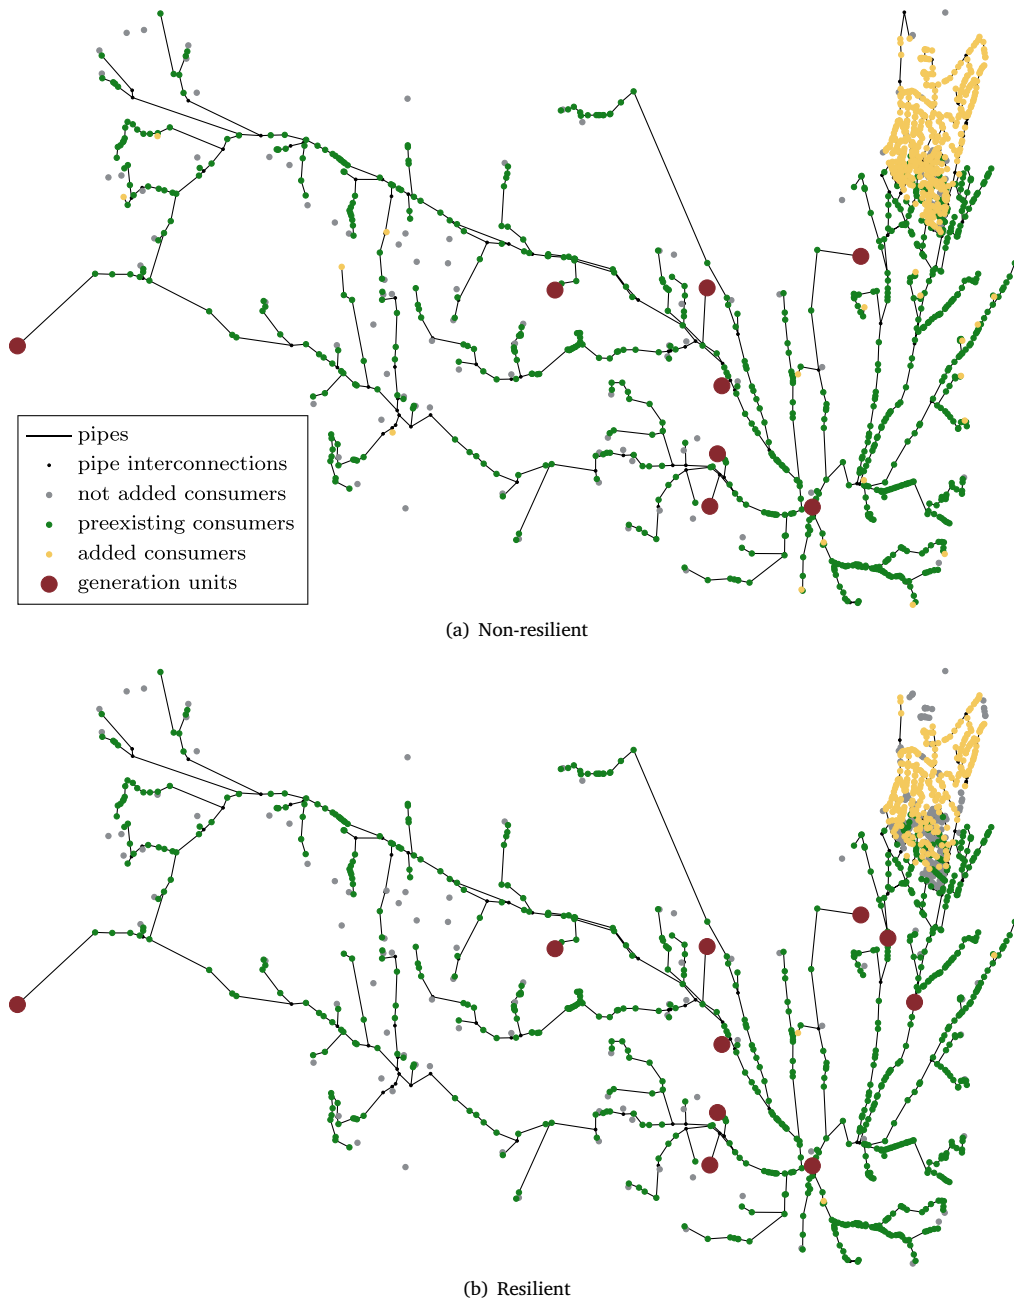 pipes
pipe interconnections
not added consumers
preexisting consumers
added consumers
generation units
(a) Non-resilient
(b) Resilient